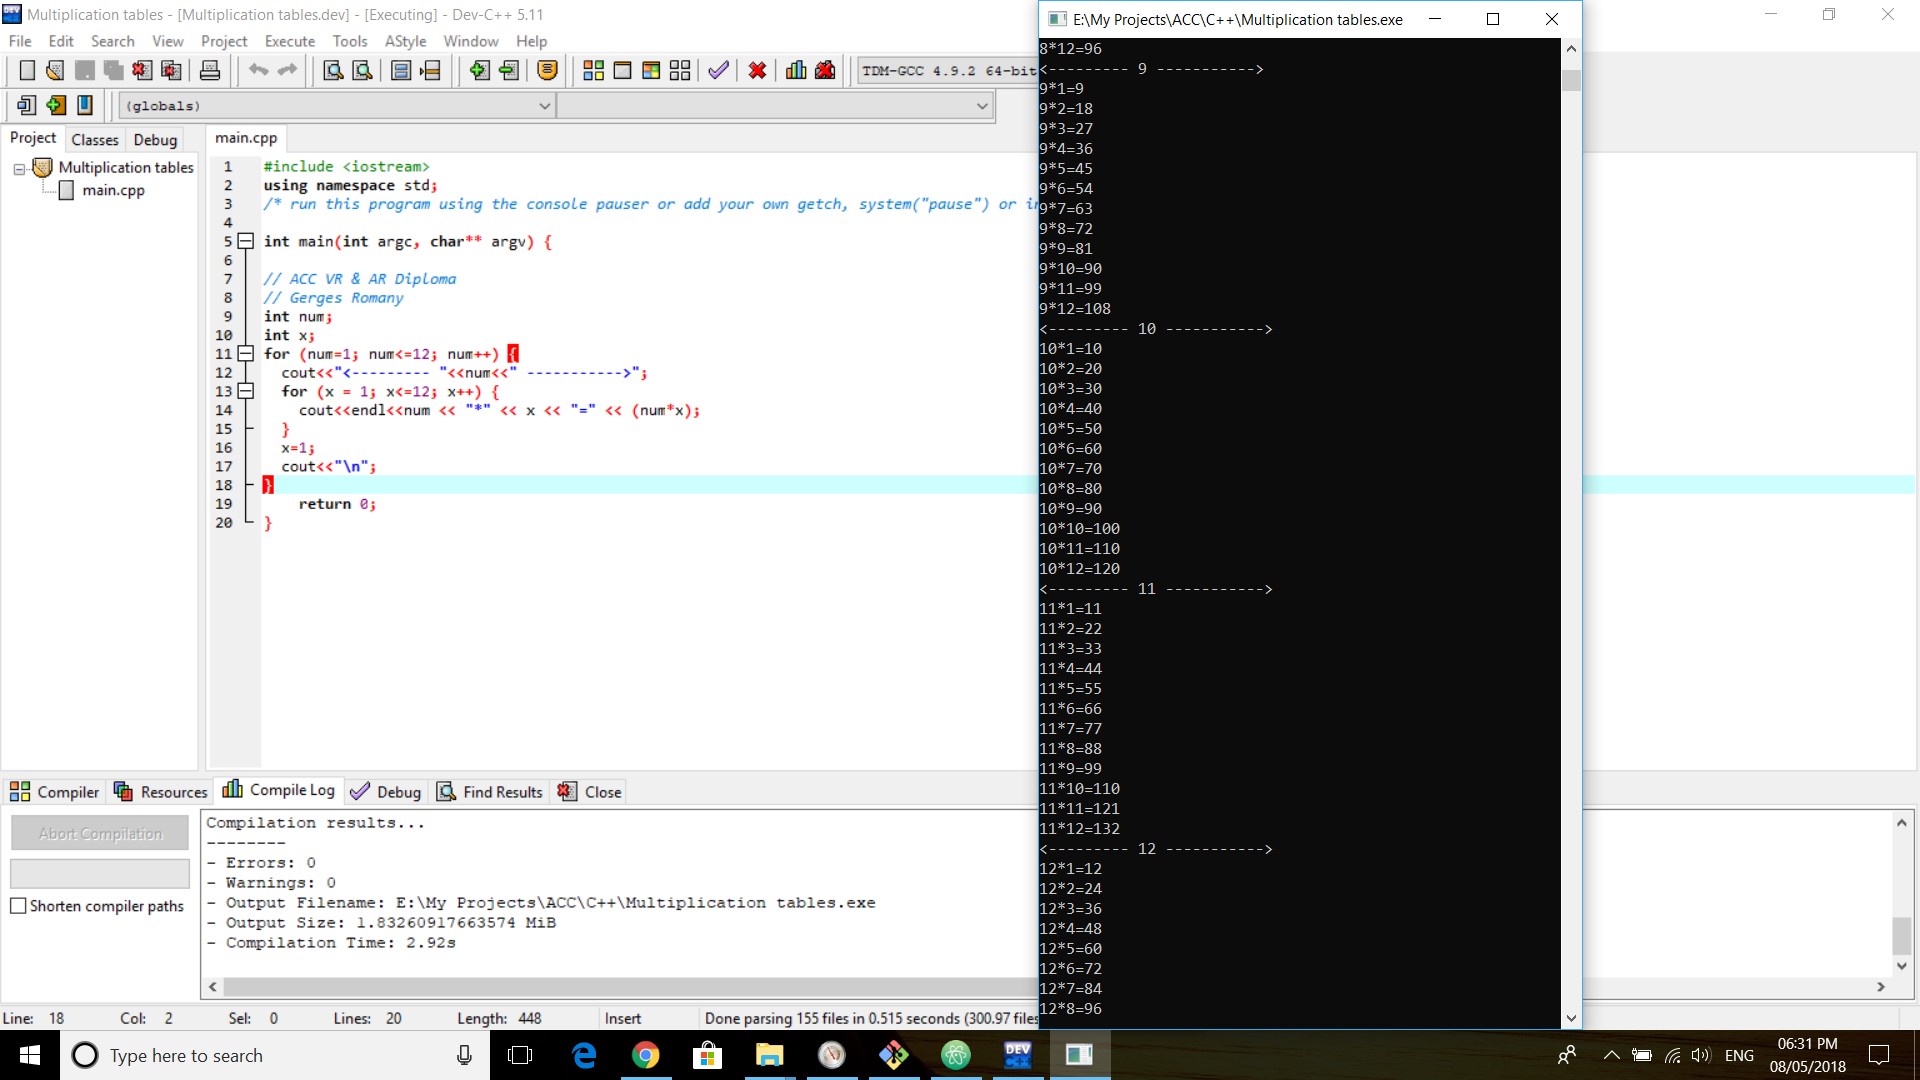 Multiplication tables - [Multiplication tables.dev] - [Executing] - Dev-C++ 5.11
File Edit Search View Project Execute Tools AStyle Window Help
TDM-GCC 4.9.2 64-bit
(globals)
Project Classes Debug
Multiplication tables
main.cpp
main.cpp
1 #include <iostream>
2 using namespace std;
3 /* run this program using the console pauser or add your own getch, system("pause") or
4
5 int main(int argc, char** argv) {
6
7 // ACC VR & AR Diploma
8 // Gerges Romany
9 int num;
10 int x;
11 for (num=1; num<=12; num++) {
12 cout<<"<--------- "<<num<<" ----------->";
13 for (x = 1; x<=12; x++) {
14 cout<<endl<<num << "*" << x << "=" << (num*x);
15 }
16 x=1;
17 cout<<"\n";
18 }
19 return 0;
20 }
Compiler Resources Compile Log Debug Find Results Close
Abort Compilation
Shorten compiler paths
Compilation results...
--------
- Errors: 0
- Warnings: 0
- Output Filename: E:\My Projects\ACC\C++\Multiplication tables.exe
- Output Size: 1.83260917663574 MiB
- Compilation Time: 2.92s
Line: 18 Col: 2 Sel: 0 Lines: 20 Length: 448 Insert Done parsing 155 files in 0.515 seconds (300.97 files
E:\My Projects\ACC\C++\Multiplication tables.exe
8*12=96
<--------- 9 ----------->
9*1=9
9*2=18
9*3=27
9*4=36
9*5=45
9*6=54
9*7=63
9*8=72
9*9=81
9*10=90
9*11=99
9*12=108
<--------- 10 ----------->
10*1=10
10*2=20
10*3=30
10*4=40
10*5=50
10*6=60
10*7=70
10*8=80
10*9=90
10*10=100
10*11=110
10*12=120
<--------- 11 ----------->
11*1=11
11*2=22
11*3=33
11*4=44
11*5=55
11*6=66
11*7=77
11*8=88
11*9=99
11*10=110
11*11=121
11*12=132
<--------- 12 ----------->
12*1=12
12*2=24
12*3=36
12*4=48
12*5=60
12*6=72
12*7=84
12*8=96
Type here to search
DEV C++
ENG
06:31 PM
08/05/2018